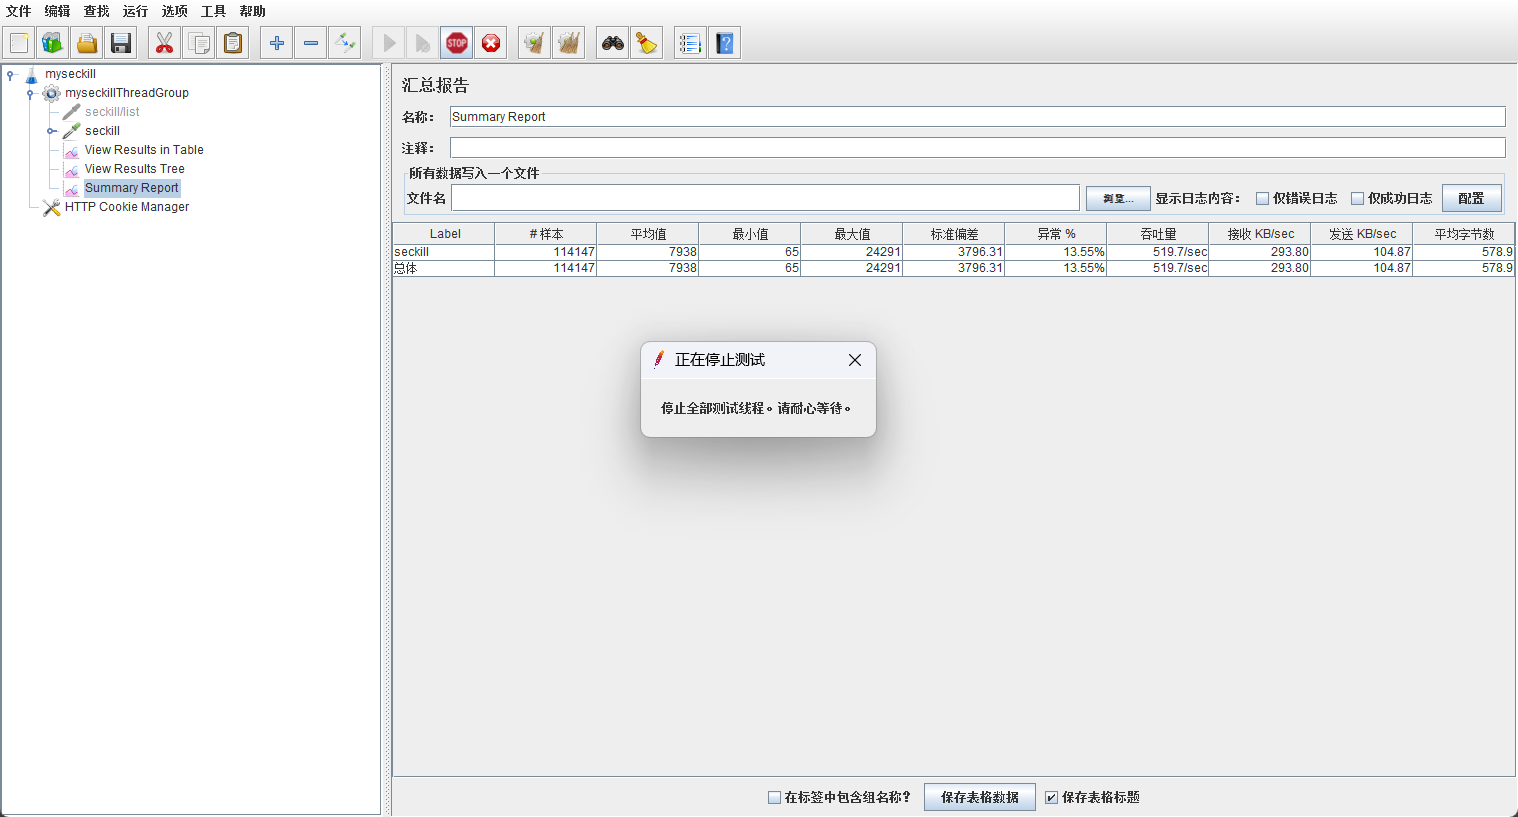 文件 编辑 查找 运行 选项 工具 帮助
STOP
myseckill
myseckillThreadGroup
seckill/list
seckill
View Results in Table
View Results Tree
Summary Report
HTTP Cookie Manager
汇总报告
名称： Summary Report
注释：
所有数据写入一个文件
文件名 浏览... 显示日志内容： 仅错误日志 仅成功日志 配置
Label # 样本 平均值 最小值 最大值 标准偏差 异常 % 吞吐量 接收 KB/sec 发送 KB/sec 平均字节数
seckill 114147 7938 65 24291 3796.31 13.55% 519.7/sec 293.80 104.87 578.9
总体 114147 7938 65 24291 3796.31 13.55% 519.7/sec 293.80 104.87 578.9
正在停止测试
停止全部测试线程。请耐心等待。
在标签中包含组名称? 保存表格数据 保存表格标题